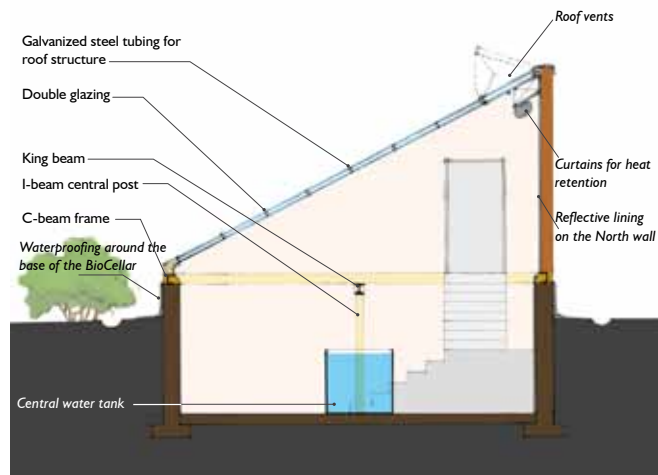 Roof vents
Galvanized steel tubing for
roof structure
Double glazing
King beam
I-beam central post
C-beam frame
Waterproofing around the
base of the BioCellar
Curtains for heat
retention
Reflective lining
on the North wall
Central water tank